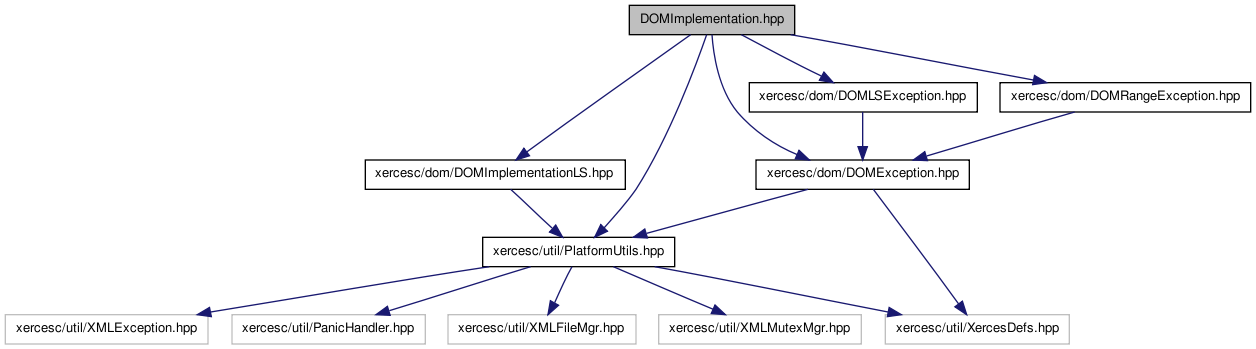 DOMImplementation.hpp
xercesc/dom/DOMLSException.hpp
xercesc/dom/DOMRangeException.hpp
xercesc/dom/DOMImplementationLS.hpp
xercesc/dom/DOMException.hpp
xercesc/util/PlatformUtils.hpp
xercesc/util/XMLException.hpp
xercesc/util/PanicHandler.hpp
xercesc/util/XMLFileMgr.hpp
xercesc/util/XMLMutexMgr.hpp
xercesc/util/XercesDefs.hpp